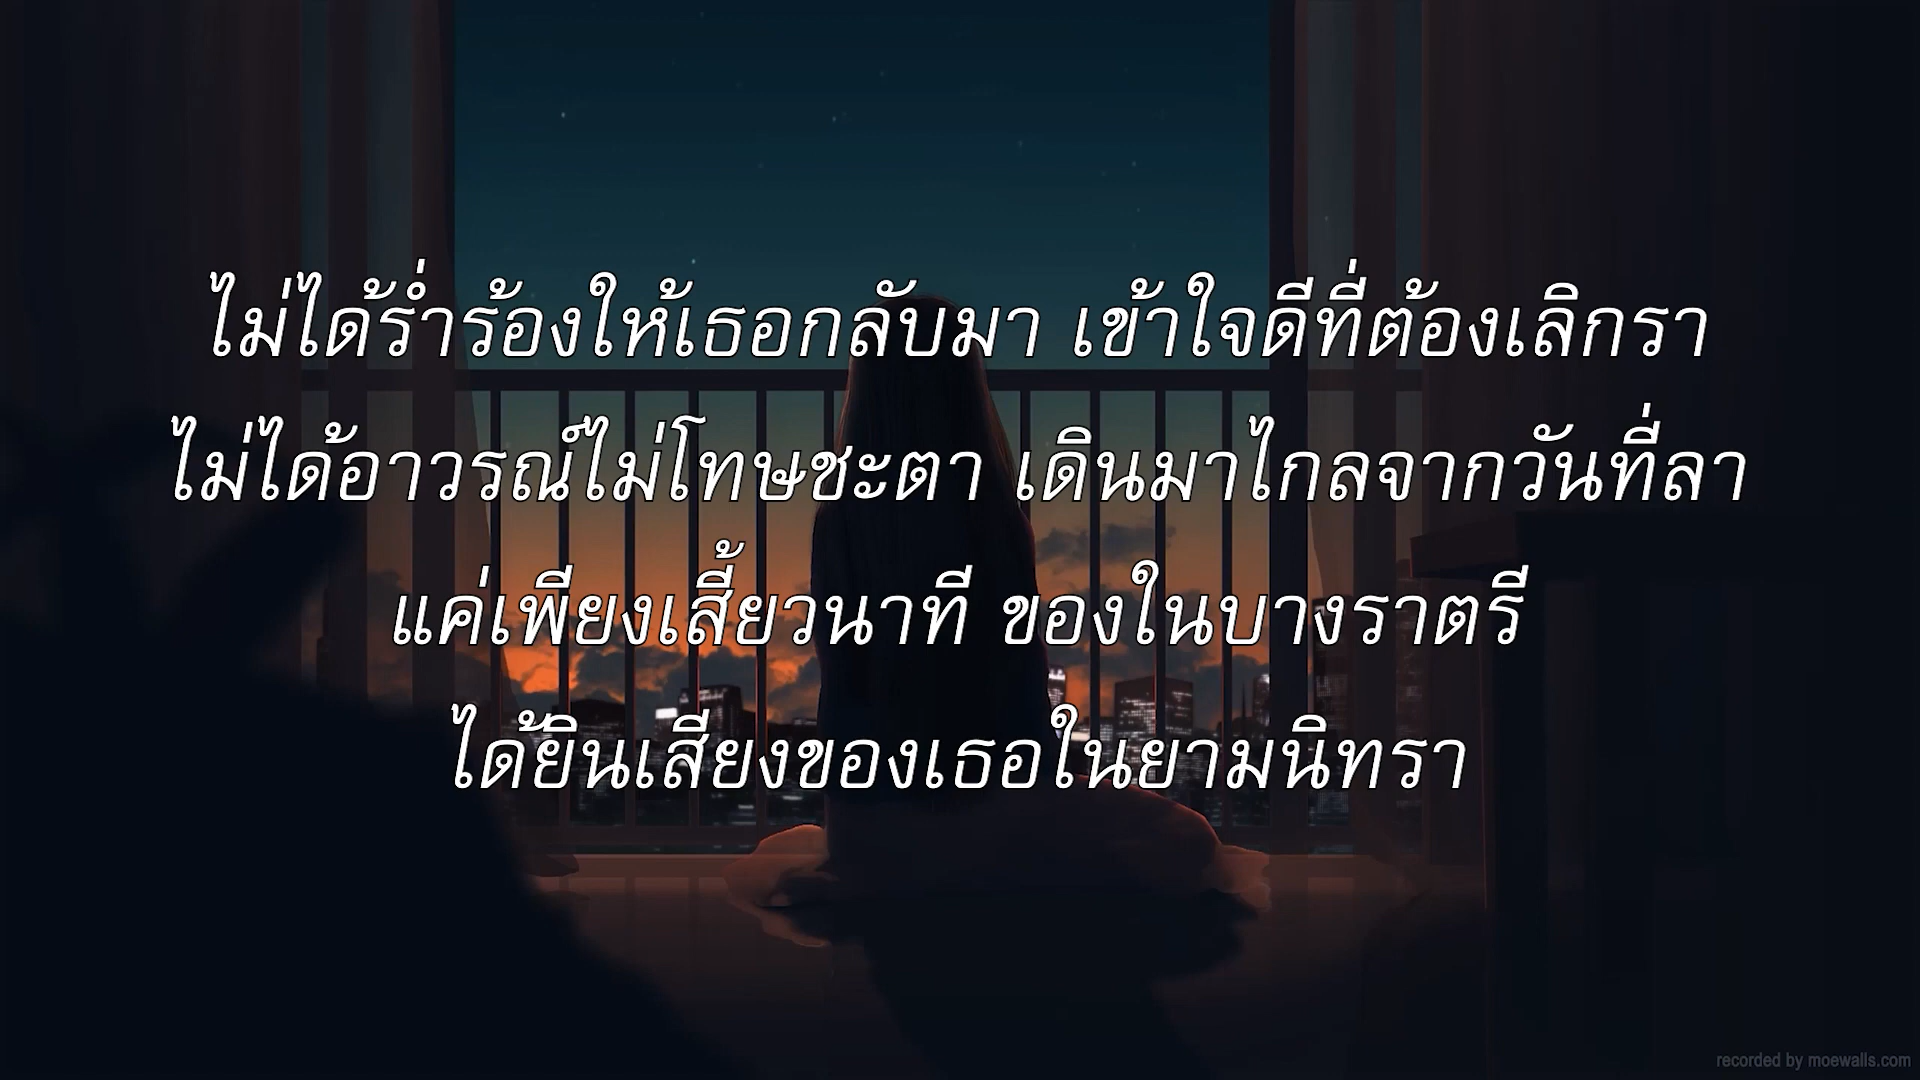 ไม่ได้ร่ำร้องให้เธอกลับมา เข้าใจดีที่ต้องเลิกรา
ไม่ได้อาวรณ์ไม่โทษชะตา เดินมาไกลจากวันที่ลา
แค่เพียงเสี้ยวนาที ของในบางราตรี
ได้ยินเสียงของเธอในยามนิทรา
recorded by moewalls.com